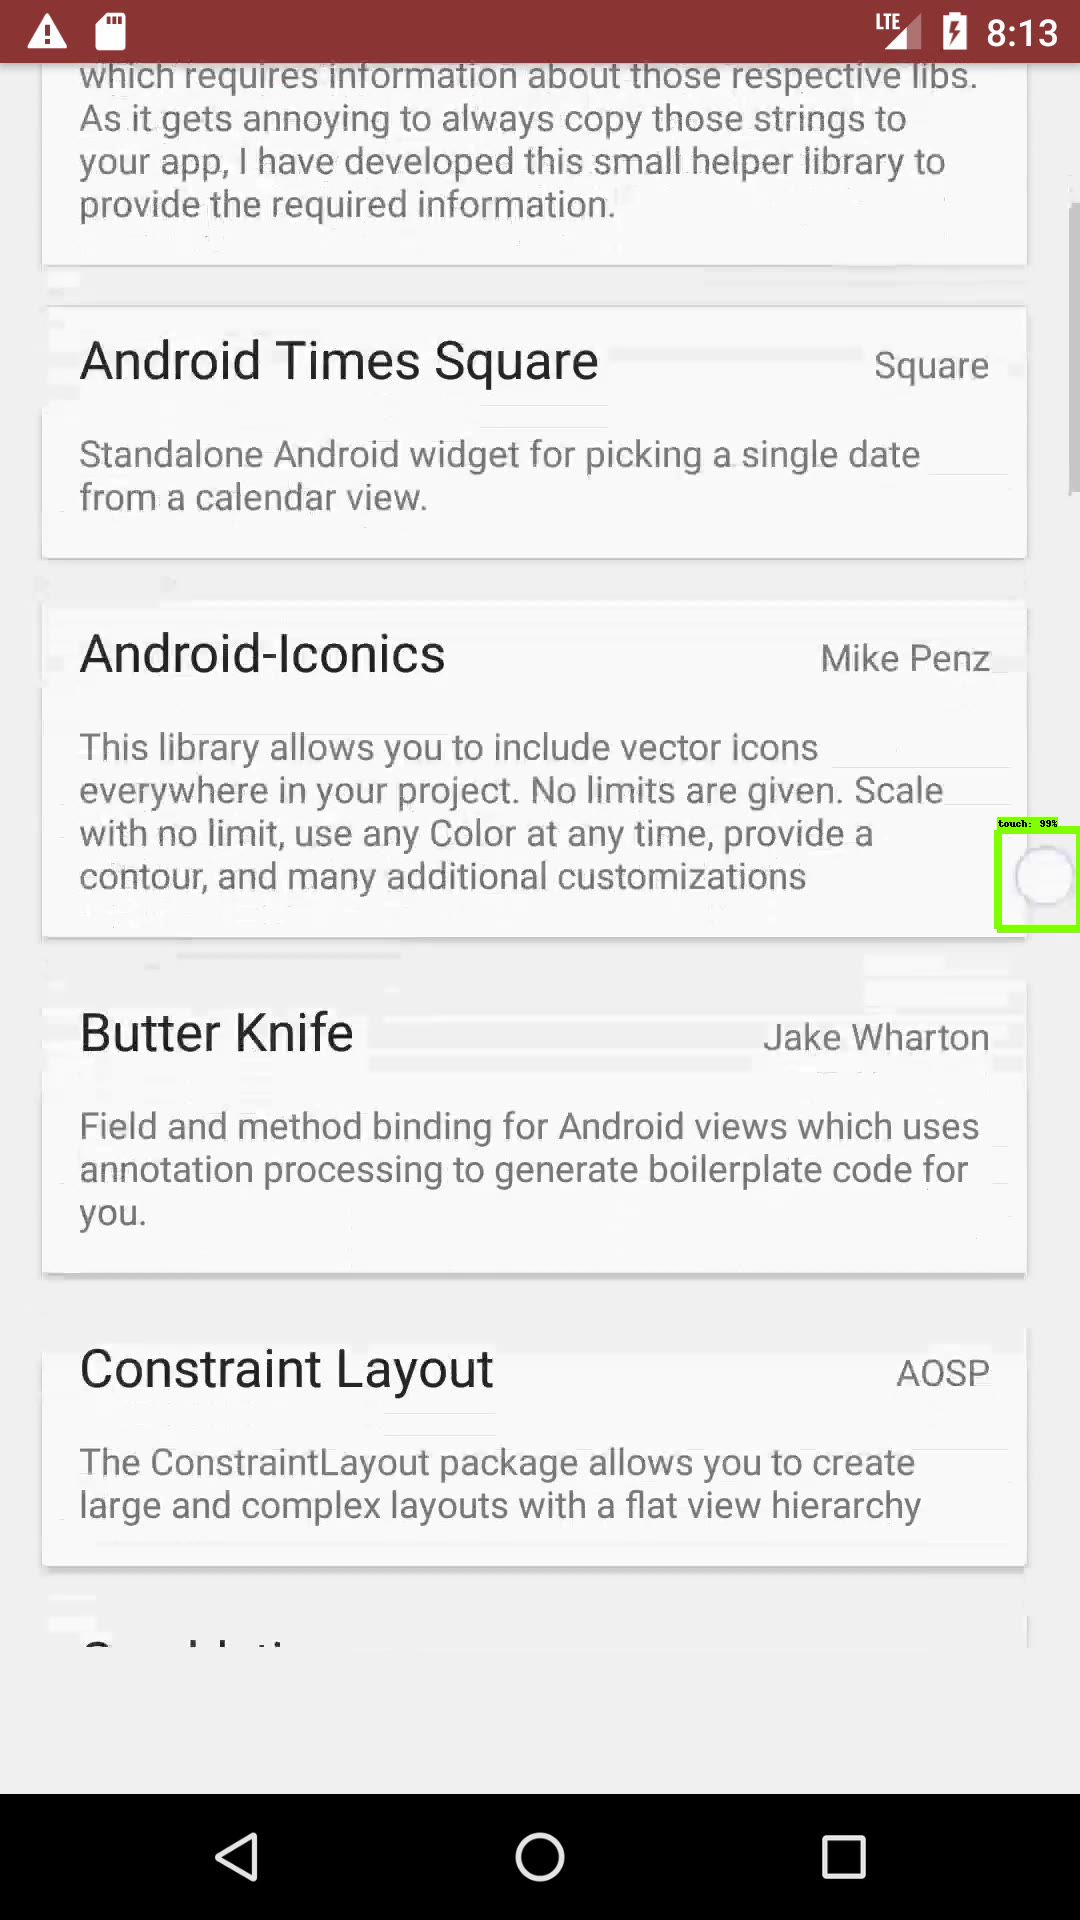 LTE 8:13
which requires information about those respective libs.
As it gets annoying to always copy those strings to
your app, I have developed this small helper library to
provide the required information.
Android Times Square
Square
Standalone Android widget for picking a single date
from a calendar view.
Android-Iconics
Mike Penz
This library allows you to include vector icons
everywhere in your project. No limits are given. Scale
with no limit, use any Color at any time, provide a
contour, and many additional customizations
touch: 99%
Butter Knife
Jake Wharton
Field and method binding for Android views which uses
annotation processing to generate boilerplate code for
you.
Constraint Layout
AOSP
The ConstraintLayout package allows you to create
large and complex layouts with a flat view hierarchy